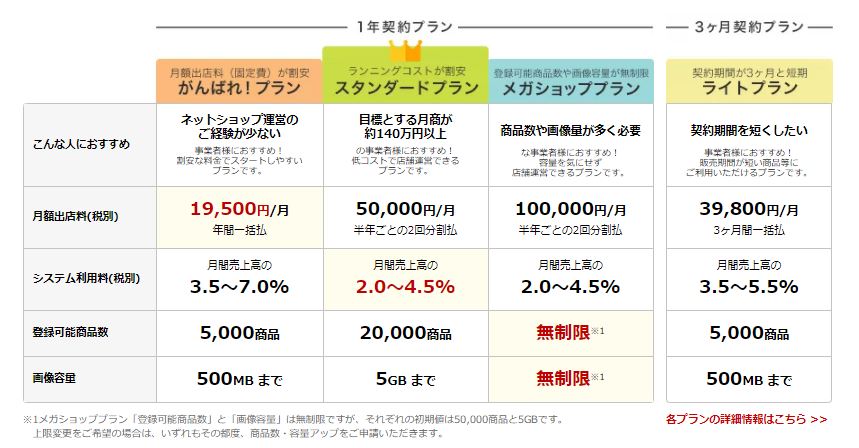 1年契約プラン
3ヶ月契約プラン
月額出店料（固定費）が割安
がんばれ！プラン
ランニングコストが割安
スタンダードプラン
登録可能商品数や画像容量が無制限
メガショッププラン
契約期間が3ヶ月と短期
ライトプラン
こんな人におすすめ
ネットショップ運営の
ご経験が少ない
事業者様におすすめ！
割安な料金でスタートしやすい
プランです。
目標とする月商が
約140万円以上
の事業者様におすすめ！
低コストで店舗運営できる
プランです。
商品数や画像量が多く必要
な事業者様におすすめ！
容量を気にせず
店舗運営できるプランです。
契約期間を短くしたい
事業者様におすすめ！
販売期間が短い商品等に
ご利用いただけるプランです。
月額出店料(税別)
19,500円/月
年間一括払
50,000円/月
半年ごとの2回分割払
100,000円/月
半年ごとの2回分割払
39,800円/月
3ヶ月間一括払
システム利用料(税別)
月間売上高の
3.5～7.0%
月間売上高の
2.0～4.5%
月間売上高の
2.0～4.5%
月間売上高の
3.5～5.5%
登録可能商品数
5,000商品
20,000商品
無制限※1
5,000商品
画像容量
500MB まで
5GB まで
無制限※1
500MB まで
※1メガショッププラン「登録可能商品数」と「画像容量」は無制限ですが、それぞれの初期値は50,000商品と5GBです。
上限変更をご希望の場合は、いずれもその都度、商品数・容量アップをご申請いただきます。
各プランの詳細情報はこちら >>